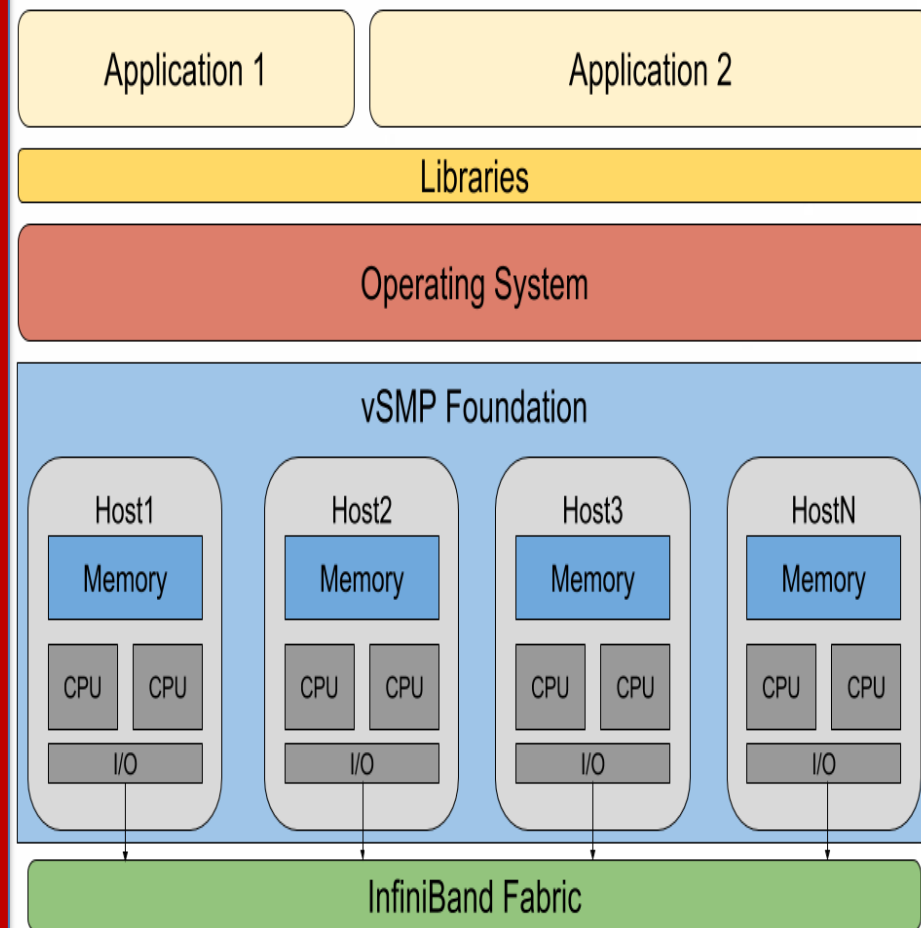 Application 1
Application 2
Libraries
Operating System
vSMP Foundation
Host1
Host2
Host3
HostN
Memory
Memory
Memory
Memory
CPU
CPU
CPU
CPU
CPU
CPU
CPU
CPU
I/O
I/O
I/O
I/O
InfiniBand Fabric